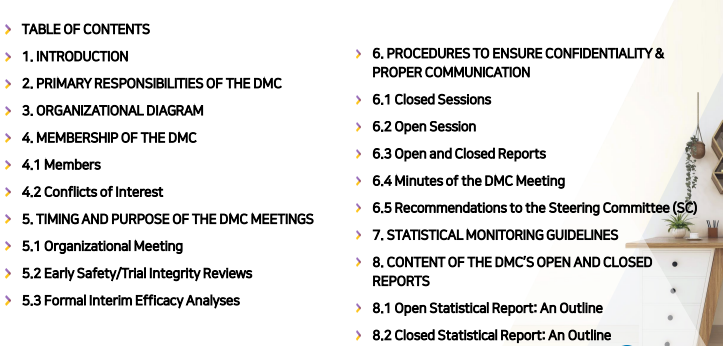 TABLE OF CONTENTS
1. INTRODUCTION
2. PRIMARY RESPONSIBILITIES OF THE DMC
3. ORGANIZATIONAL DIAGRAM
4. MEMBERSHIP OF THE DMC
4.1 Members
4.2 Conflicts of Interest
5. TIMING AND PURPOSE OF THE DMC MEETINGS
5.1 Organizational Meeting
5.2 Early Safety/Trial Integrity Reviews
5.3 Formal Interim Efficacy Analyses
6. PROCEDURES TO ENSURE CONFIDENTIALITY &
PROPER COMMUNICATION
6.1 Closed Sessions
6.2 Open Session
6.3 Open and Closed Reports
6.4 Minutes of the DMC Meeting
6.5 Recommendations to the Steering Committee (SC)
7. STATISTICAL MONITORING GUIDELINES
8. CONTENT OF THE DMC'S OPEN AND CLOSED
REPORTS
8.1 Open Statistical Report: An Outline
8.2 Closed Statistical Report: An Outline